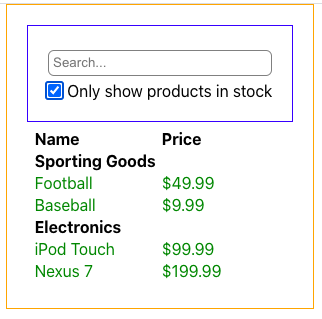 Search...
Only show products in stock
Name Price
Sporting Goods
Football $49.99
Baseball $9.99
Electronics
iPod Touch $99.99
Nexus 7 $199.99